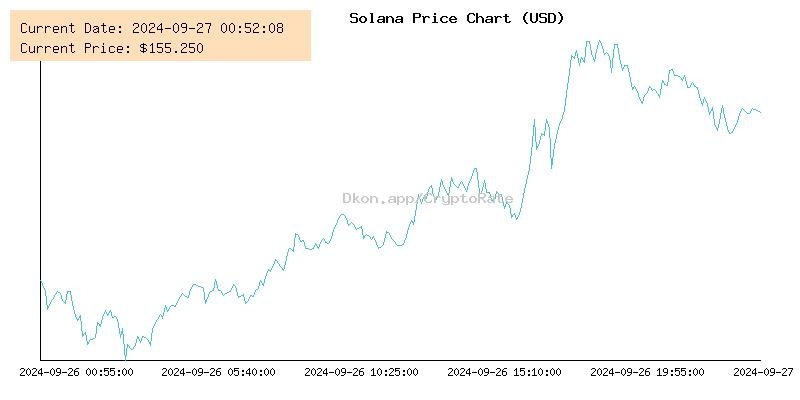 Solana Price Chart (USD)
Current Date: 2024-09-27 00:52:08
Current Price: $155.250
Dkon.app/CryptoRate
2024-09-26 00:55:00 2024-09-26 05:40:00 2024-09-26 10:25:00 2024-09-26 15:10:00 2024-09-26 19:55:00 2024-09-27